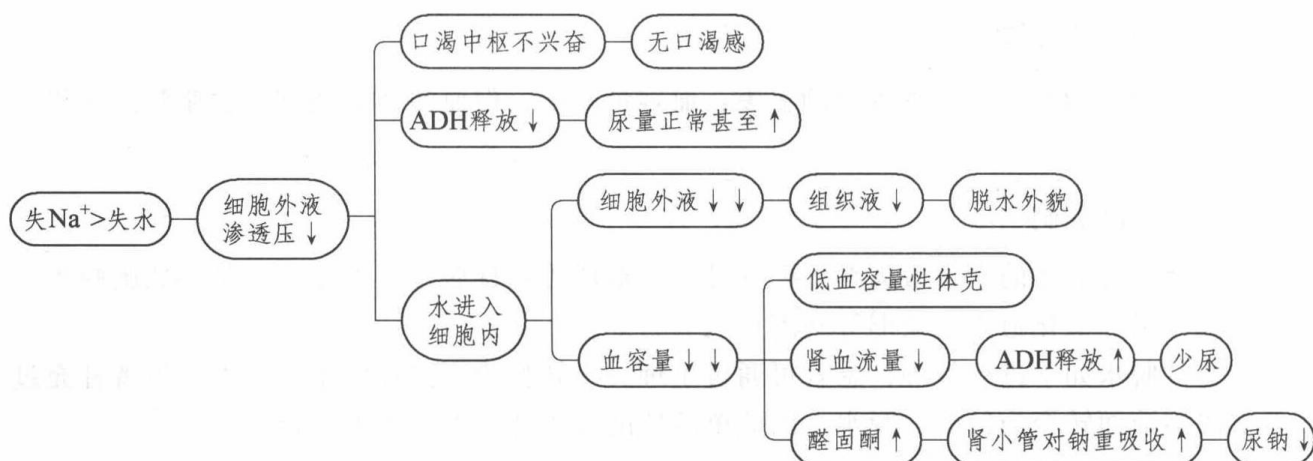 口渴中枢不兴奋
无口渴感
ADH释放↓
尿量正常甚至↑
失Na⁺>失水
细胞外液
渗透压↓
细胞外液↓↓
组织液↓
脱水外貌
水进入
细胞内
低血容量性体克
血容量↓↓
肾血流量↓
ADH释放↑
少尿
醛固酮↑
肾小管对钠重吸收↑
尿钠↓